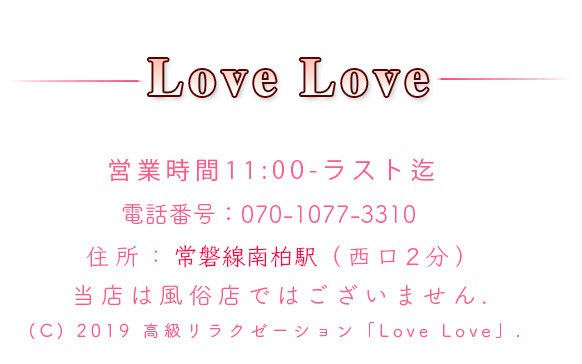 Love Love
営業時間11:00-ラスト迄
電話番号：070-1077-3310
住所：常磐線南柏駅（西口2分）
当店は風俗店ではございません.
(C) 2019 高級リラクゼーション「Love Love」.